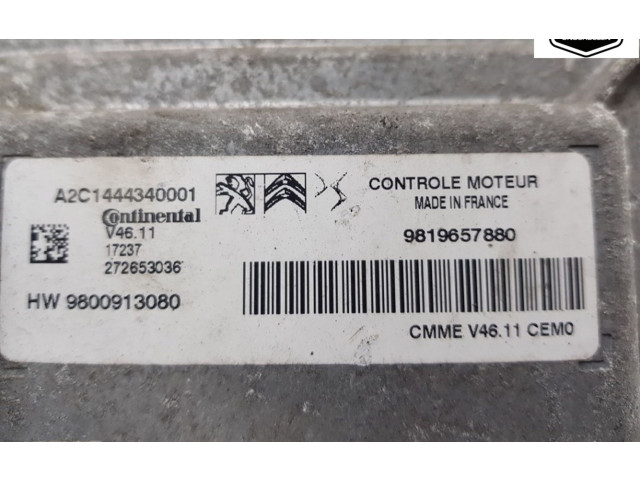 A2C1444340001
Continental
V46.11
17237
272653036
HW 9800913080
CONTROLE MOTEUR
MADE IN FRANCE
9819657880
CMME V46.11 CEM0